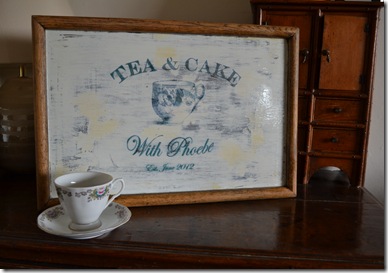 TEA & CAKE
With Phoebe
Est. June 2012